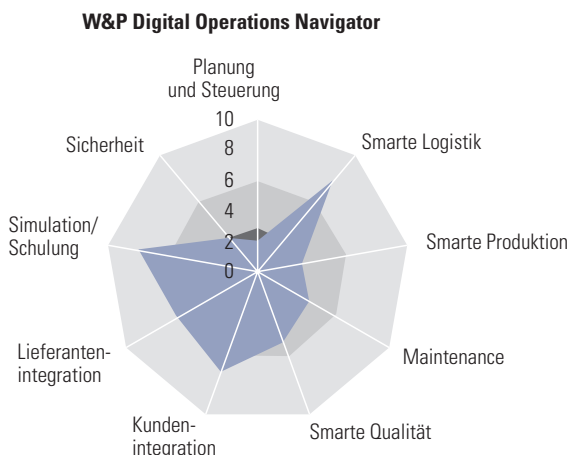 W&P Digital Operations Navigator
Planung
und Steuerung
10
8
6
4
2
0
Smarte Logistik
Smarte Produktion
Maintenance
Smarte Qualität
Kunden-
integration
Lieferanten-
integration
Simulation/
Schulung
Sicherheit